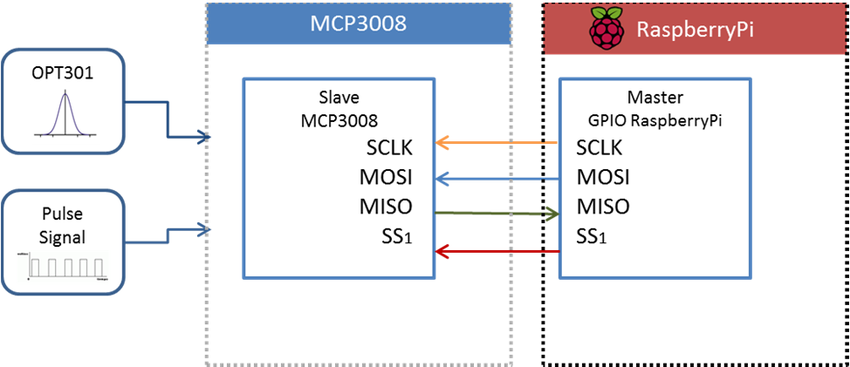 MCP3008
RaspberryPi
OPT301
Pulse
Signal
Slave
MCP3008
SCLK
MOSI
MISO
SS1
Master
GPIO RaspberryPi
SCLK
MOSI
MISO
SS1